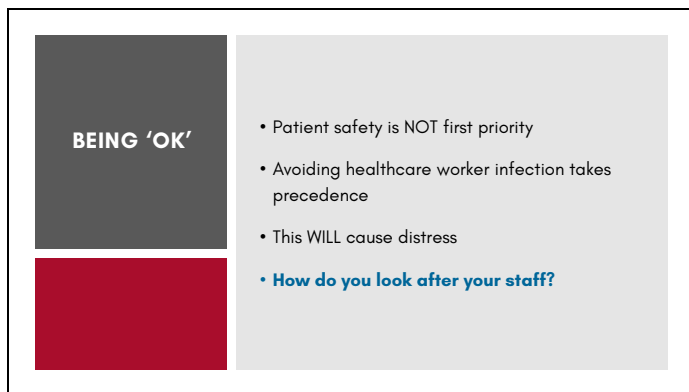 BEING ‘OK’
• Patient safety is NOT first priority
• Avoiding healthcare worker infection takes
precedence
• This WILL cause distress
• How do you look after your staff?